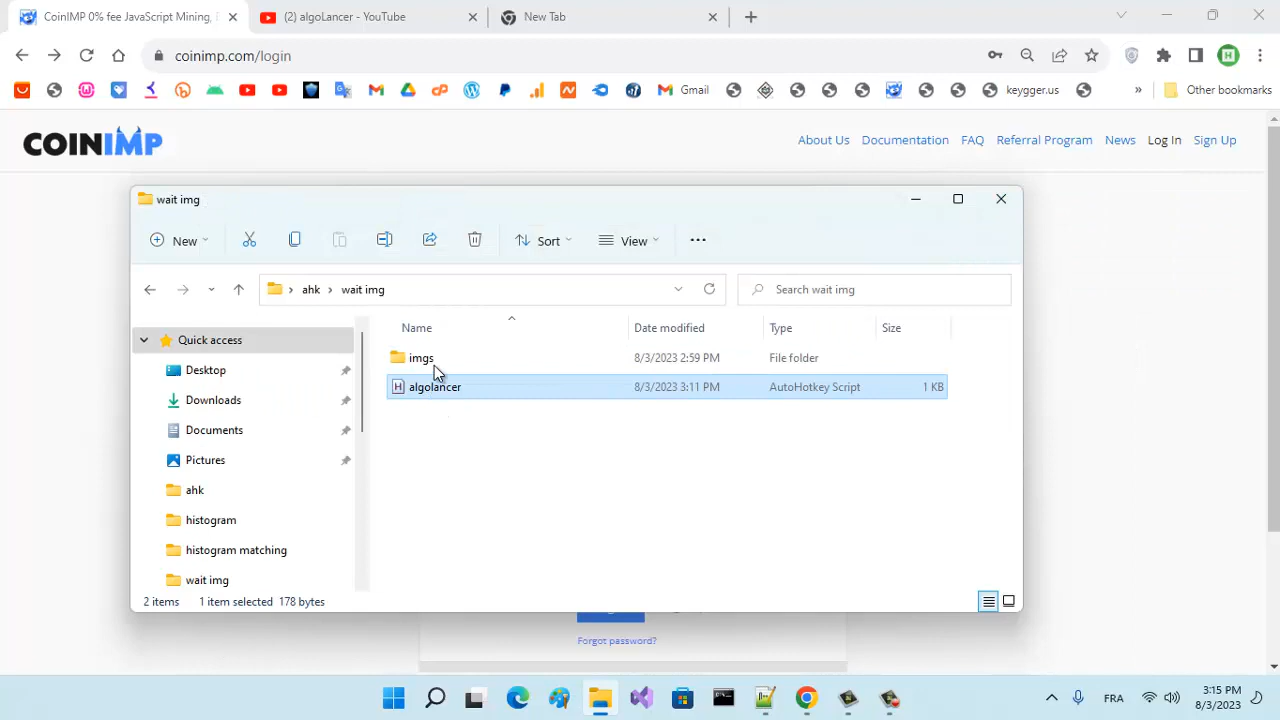 CoinIMP 0% fee JavaScript Mining,
(2) algoLancer - YouTube
New Tab
coinimp.com/login
Gmail
keygger.us
»
Other bookmarks
COINIMP
About Us
Documentation
FAQ
Referral Program
News
Log In
Sign Up
wait img
New
Sort
View
ahk › wait img
Search wait img
Name
Date modified
Type
Size
imgs
8/3/2023 2:59 PM
File folder
algolancer
8/3/2023 3:11 PM
AutoHotkey Script
1 KB
Quick access
Desktop
Downloads
Documents
Pictures
ahk
histogram
histogram matching
wait img
2 items
1 item selected 178 bytes
Forgot password?
FRA
3:15 PM
8/3/2023